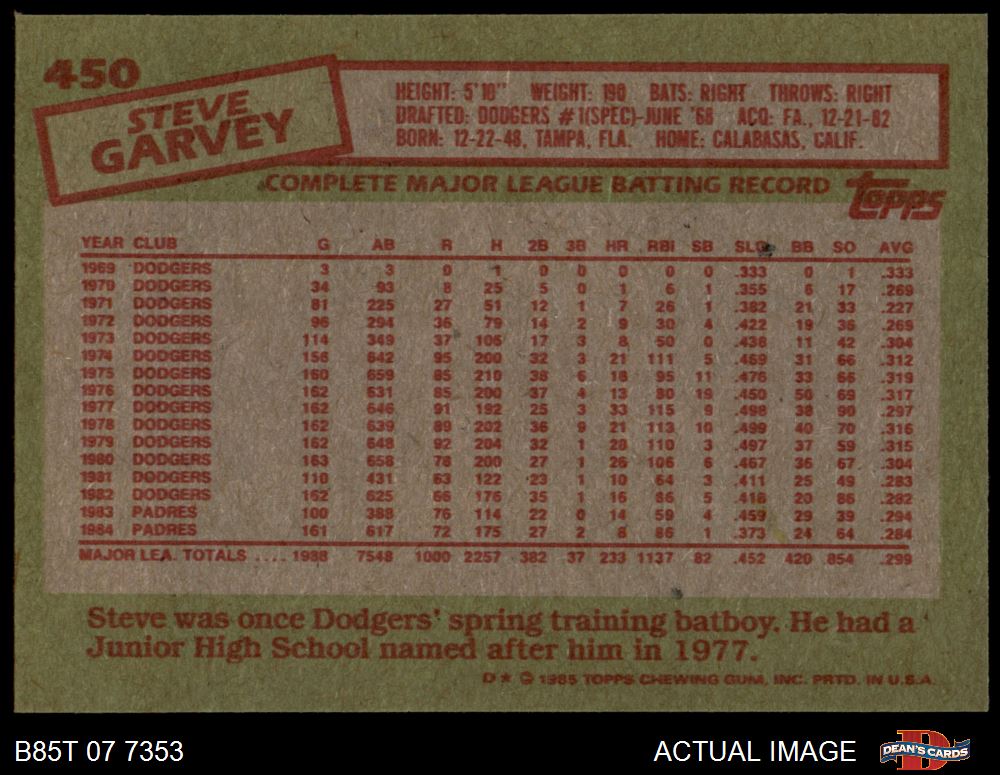 450
STEVE
GARVEY
HEIGHT: 5'10" WEIGHT: 190 BATS: RIGHT THROWS: RIGHT
DRAFTED: DODGERS #1(SPEC)-JUNE '68 ACQ: FA., 12-21-82
BORN: 12-22-48, TAMPA, FLA. HOME: CALABASAS, CALIF.
COMPLETE MAJOR LEAGUE BATTING RECORD
topps
YEAR CLUB G AB R H 2B 3B HR RBI SB SLG BB SO AVG
1969 DODGERS 3 3 0 1 0 0 0 0 0 .333 0 1 .333
1970 DODGERS 34 93 8 25 5 0 1 6 1 .355 6 17 .269
1971 DODGERS 81 225 27 51 12 1 7 26 1 .382 21 33 .227
1972 DODGERS 96 294 36 79 14 2 9 30 4 .422 19 36 .269
1973 DODGERS 114 349 37 106 17 3 8 50 0 .438 11 42 .304
1974 DODGERS 156 642 95 200 32 3 21 111 5 .469 31 66 .312
1975 DODGERS 160 659 85 210 38 6 18 95 11 .476 33 66 .319
1976 DODGERS 162 631 85 200 37 4 13 80 19 .450 50 69 .317
1977 DODGERS 162 646 91 192 25 3 33 115 9 .498 38 90 .297
1978 DODGERS 162 639 89 202 36 9 21 113 10 .499 40 70 .316
1979 DODGERS 162 648 92 204 32 1 28 110 3 .497 37 59 .315
1980 DODGERS 163 658 78 200 27 1 26 106 6 .467 36 67 .304
1981 DODGERS 110 431 63 122 23 1 10 64 3 .411 25 49 .283
1982 DODGERS 162 625 66 176 35 1 16 86 5 .418 20 86 .282
1983 PADRES 100 388 76 114 22 0 14 59 4 .459 29 39 .294
1984 PADRES 161 617 72 175 27 2 8 86 1 .373 24 64 .284
MAJOR LEA. TOTALS .... 1988 7548 1000 2257 382 37 233 1137 82 .452 420 854 .299
Steve was once Dodgers' spring training batboy. He had a
Junior High School named after him in 1977.
D* © 1985 TOPPS CHEWING GUM, INC. PRTD. IN U.S.A.
B85T 07 7353
ACTUAL IMAGE
DEAN'S CARDS